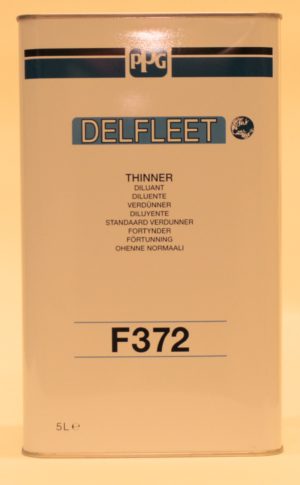 PPG
DELFLEET
THINNER
DILUANT
DILUENTE
VERDÜNNER
DILUYENTE
STANDAARD VERDUNNER
FORTYNDER
FÖRTUNNING
OHENNE NORMAALI
F372
5L℮